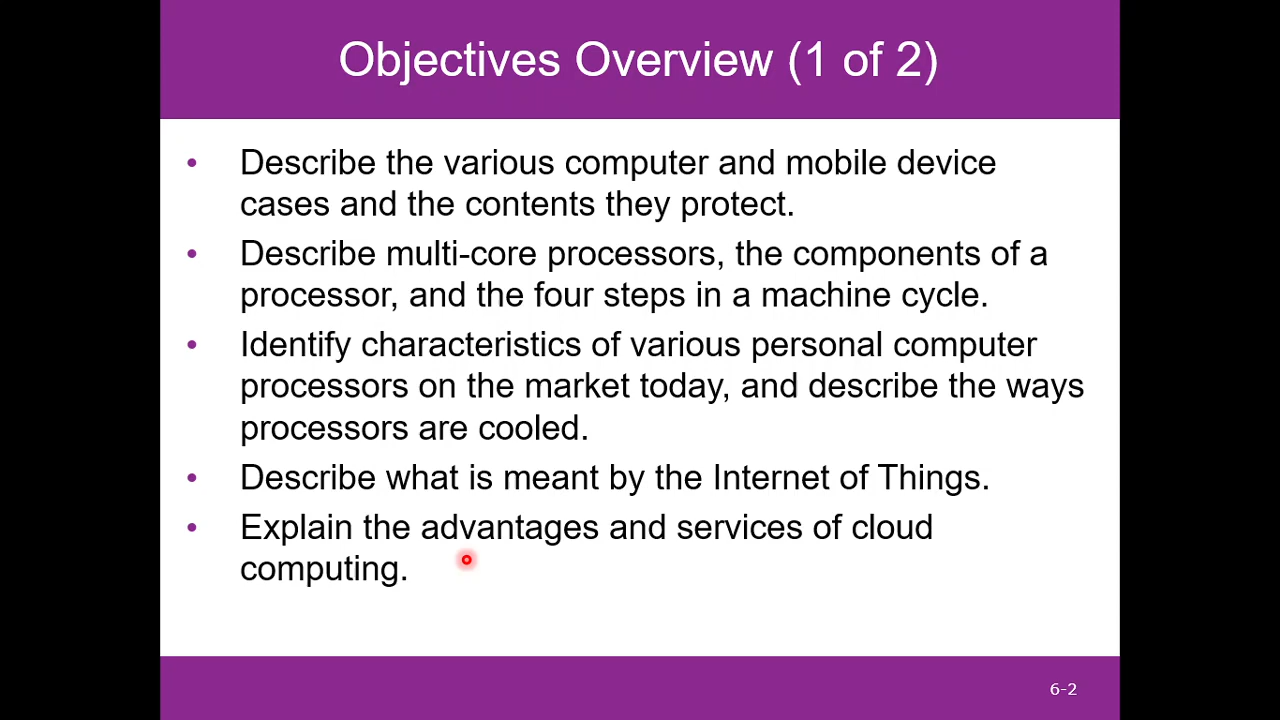 Objectives Overview (1 of 2)
• Describe the various computer and mobile device
cases and the contents they protect.
• Describe multi-core processors, the components of a
processor, and the four steps in a machine cycle.
• Identify characteristics of various personal computer
processors on the market today, and describe the ways
processors are cooled.
• Describe what is meant by the Internet of Things.
• Explain the advantages and services of cloud
computing.
6-2